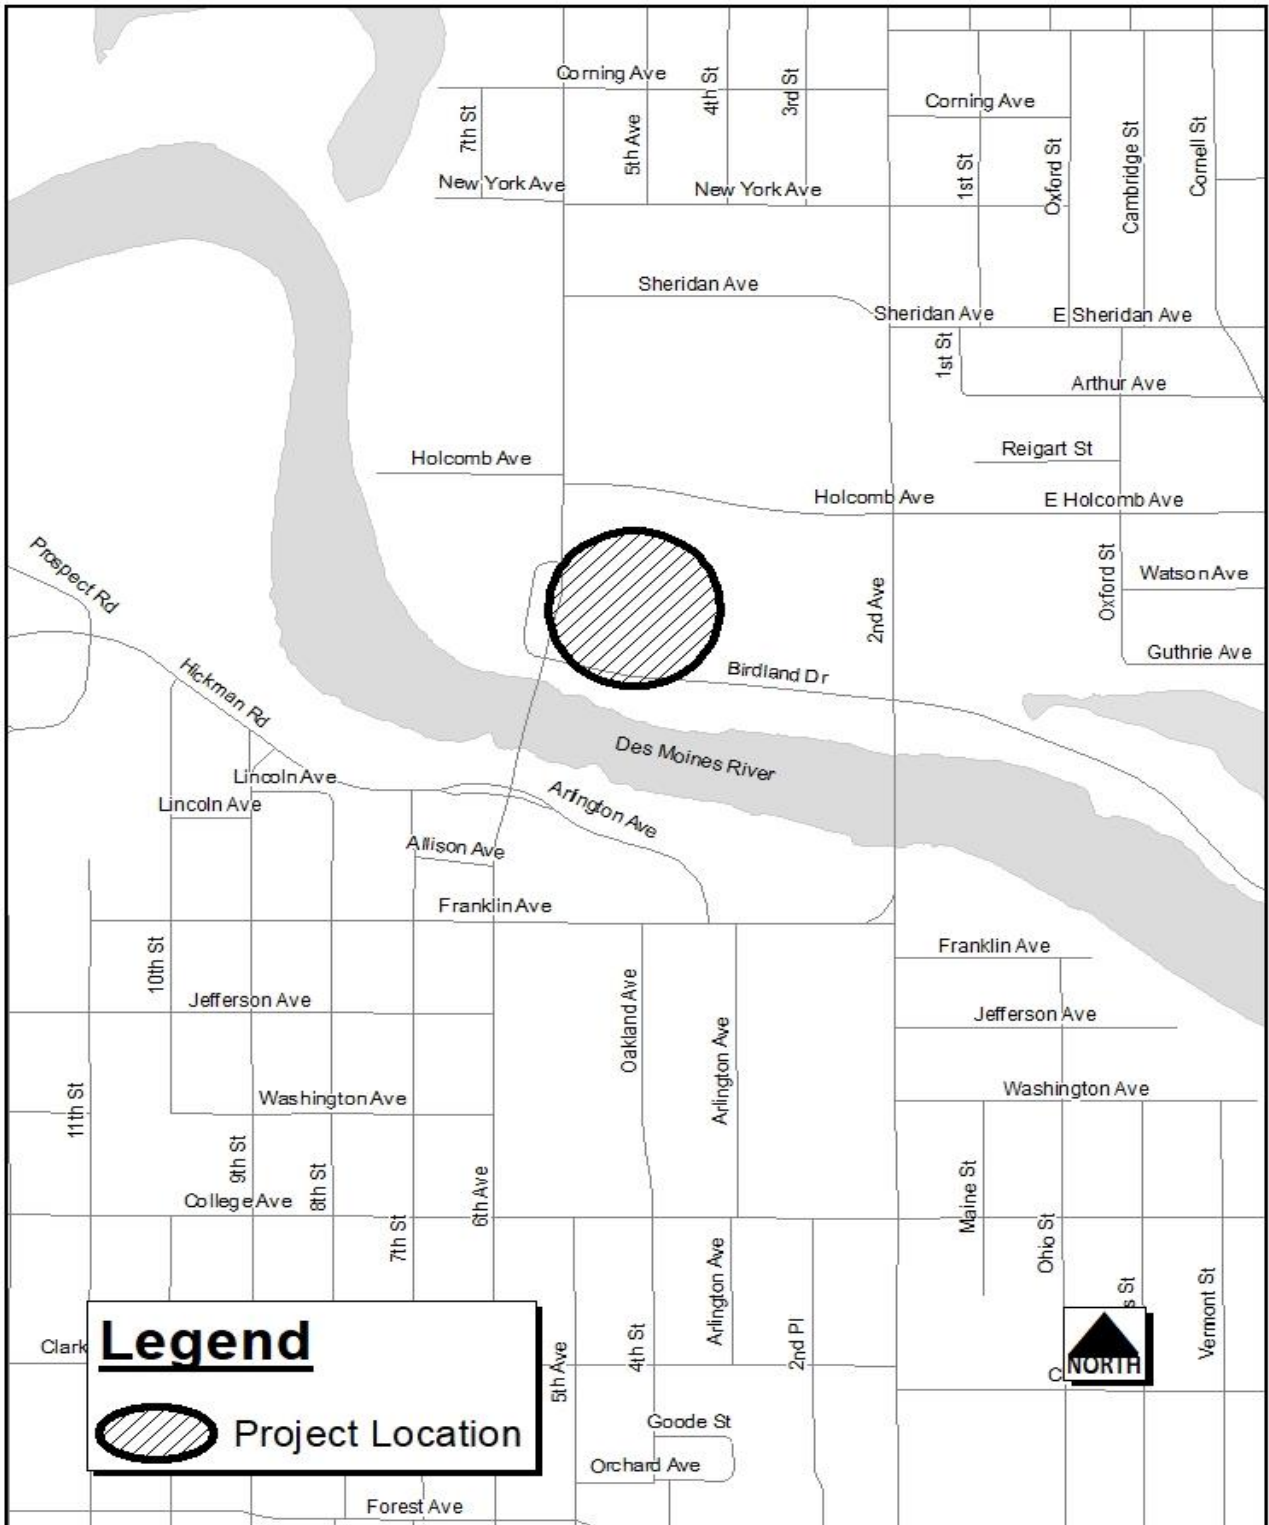 Corning Ave
4th St
3rd St
Corning Ave
7th St
5th Ave
1st St
Oxford St
Cambridge St
Cornell St
New York Ave
New York Ave
Sheridan Ave
Sheridan Ave
E Sheridan Ave
1st St
Arthur Ave
Reigart St
Holcomb Ave
Holcomb Ave
E Holcomb Ave
Prospect Rd
Oxford St
Watson Ave
2nd Ave
Guthrie Ave
Hickman Rd
Birdland Dr
Des Moines River
Lincoln Ave
Lincoln Ave
Arlington Ave
Allison Ave
Franklin Ave
Franklin Ave
10th St
Jefferson Ave
Oakland Ave
Arlington Ave
Jefferson Ave
Washington Ave
Washington Ave
11th St
9th St
8th St
6th Ave
College Ave
7th St
Maine St
Ohio St
Arlington Ave
s St
Vermont St
Clark
Legend
5th Ave
4th St
2nd Pl
NORTH
C
Project Location
Goode St
Orchard Ave
Forest Ave